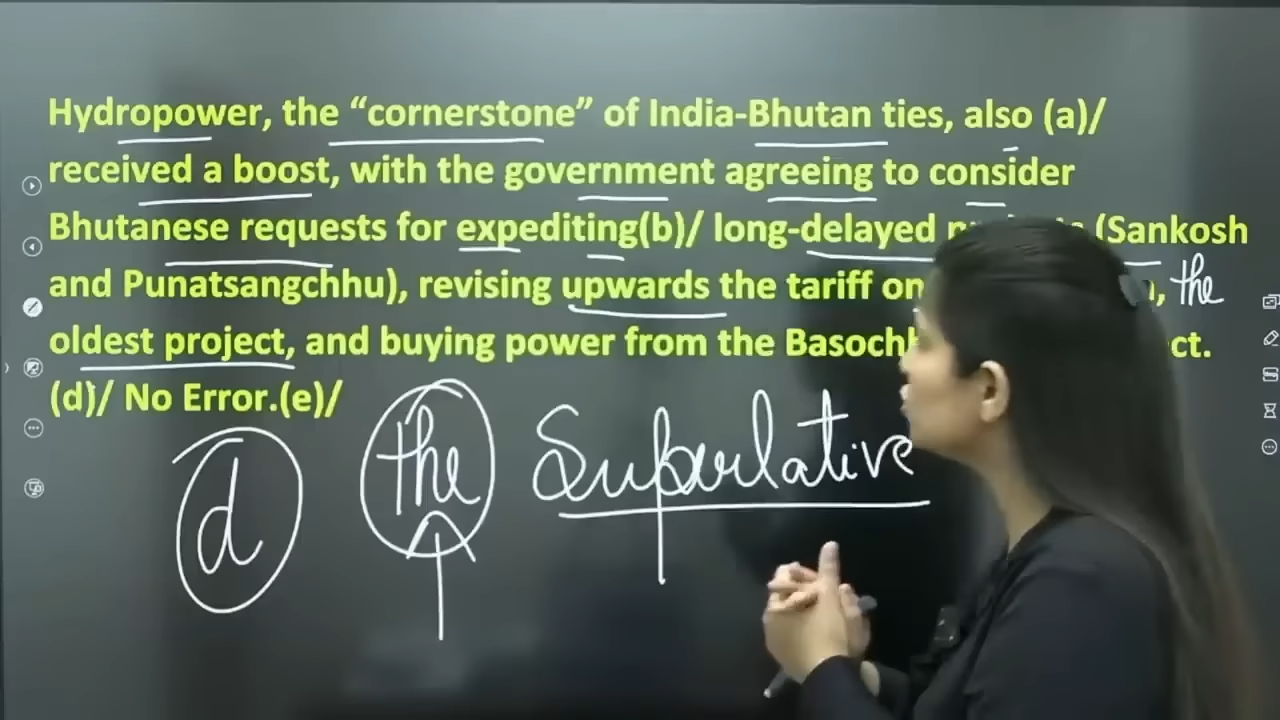 Hydropower, the “cornerstone” of India-Bhutan ties, also (a)/
received a boost, with the government agreeing to consider
Bhutanese requests for expediting(b)/ long-delayed (Sankosh
and Punatsangchhu), revising upwards the tariff on the
oldest project, and buying power from the
(d)/ No Error.(e)/
d the Superlative